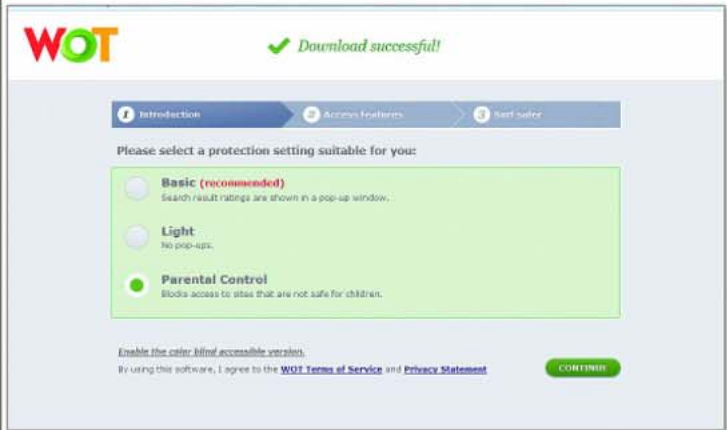 WOT
Download successful!
1 Introduction
2 Access features
3 Surf safer
Please select a protection setting suitable for you:
Basic (recommended)
Search result ratings are shown in a pop-up window.
Light
No pop-ups.
Parental Control
Blocks access to sites that are not safe for children.
Enable the color blind accessible version.
By using this software, I agree to the WOT Terms of Service and Privacy Statement
CONTINUE